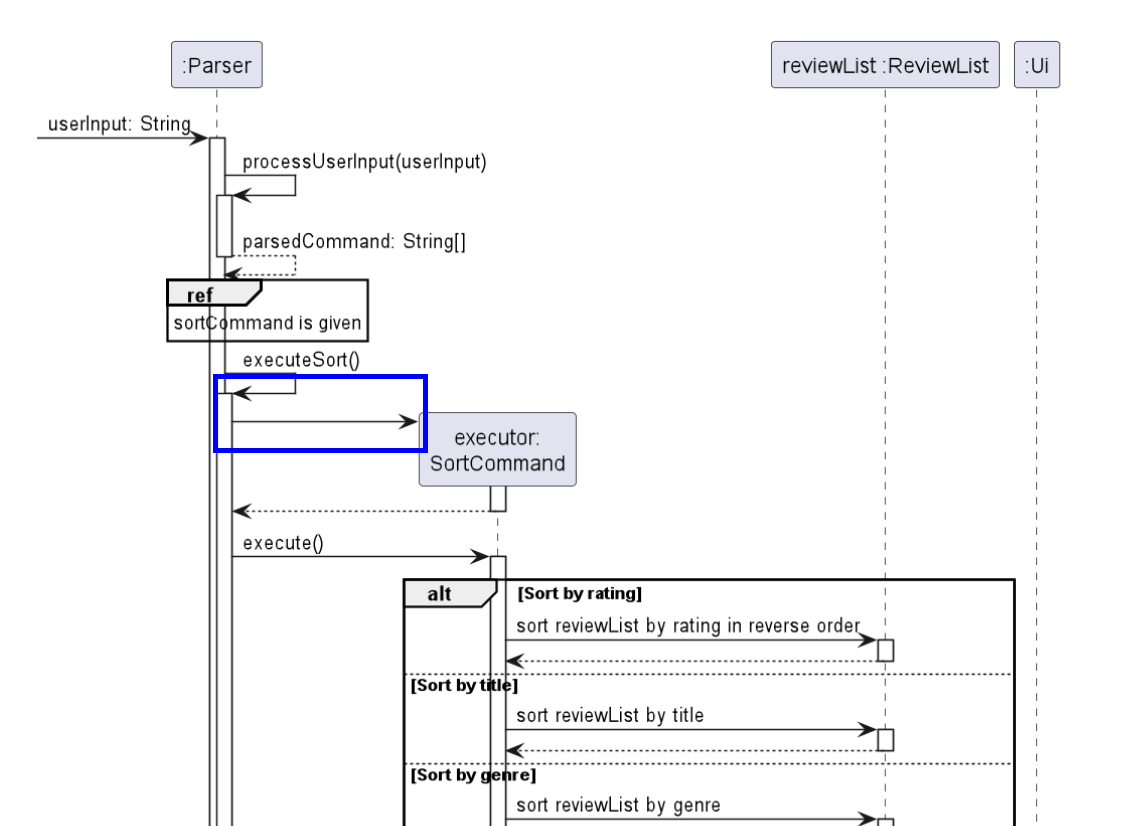 :Parser
reviewList :ReviewList
:Ui
userInput: String
processUserInput(userInput)
parsedCommand: String[]
ref
sortCommand is given
executeSort()
executor:
SortCommand
execute()
alt
[Sort by rating]
sort reviewList by rating in reverse order
[Sort by title]
sort reviewList by title
[Sort by genre]
sort reviewList by genre